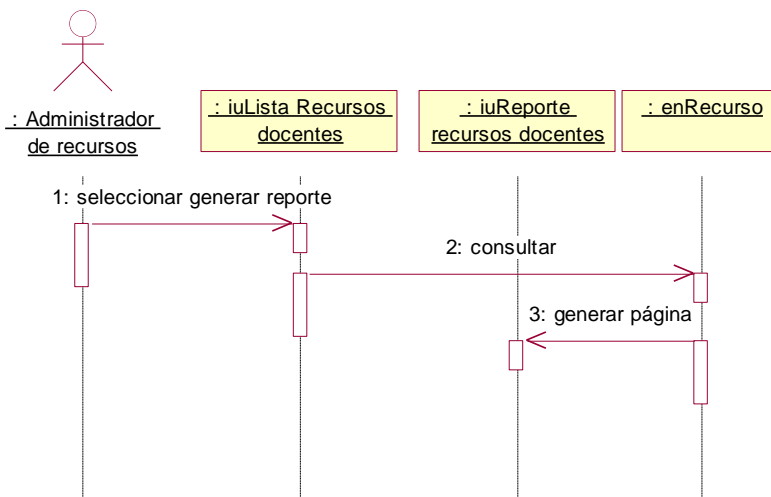 : Administrador
de recursos
: iuLista Recursos
docentes
: iuReporte
recursos docentes
: enRecurso
1: seleccionar generar reporte
2: consultar
3: generar página